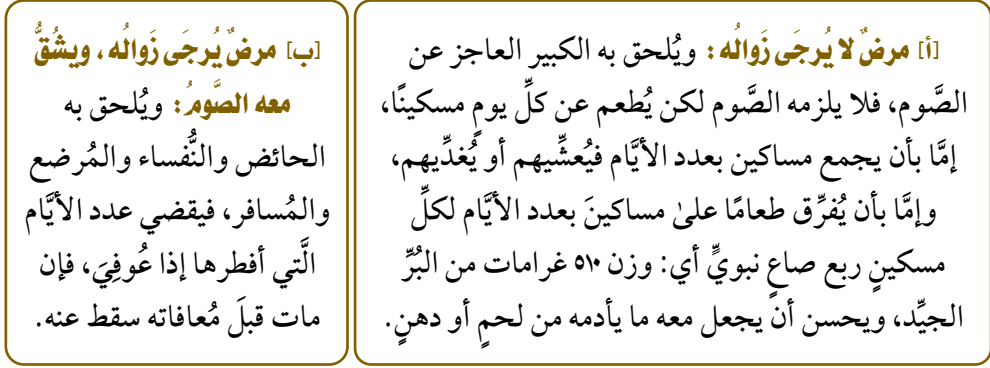 [أ] مرضٌ لا يُرجَى زَوالُه: ويُلحق به الكبير العاجز عن
الصَّوم، فلا يلزمه الصَّوم لكن يُطعم عن كلِّ يومٍ مسكينًا،
إمَّا بأن يجمع مساكين بعدد الأيَّام فيُعشِّيهم أو يُغدِّيهم،
وإمَّا بأن يُفرِّق طعامًا علىٰ مساكينَ بعدد الأيَّام لكلِّ
مسكينٍ ربع صاعٍ نبويٍّ أي: وزن ٥١٠ غرامات من البُرِّ
الجيِّد، ويحسن أن يجعل معه ما يأدمه من لحمٍ أو دهنٍ.
[ب] مرضٌ يُرجَى زَوالُه، ويشُقُّ
معه الصَّومُ: ويُلحق به
الحائض والنُّفساء والمُرضع
والمُسافر، فيقضي عدد الأيَّام
الَّتي أفطرها إذا عُوفِيَ، فإن
مات قبلَ مُعافاته سقط عنه.